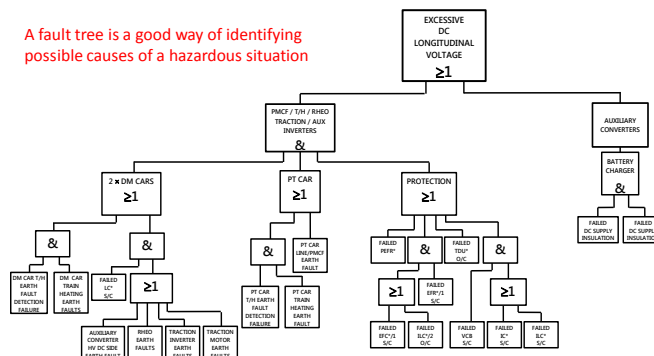 A fault tree is a good way of identifying
possible causes of a hazardous situation
EXCESSIVE
DC
LONGITUDINAL
VOLTAGE
≥1
PMCF / T/H / RHEO
TRACTION / AUX
INVERTERS
&
AUXILIARY
CONVERTERS
BATTERY
CHARGER
&
FAILED
DC SUPPLY
INSULATION
FAILED
DC SUPPLY
INSULATION
2 x DM CARS
≥1
PT CAR
≥1
PROTECTION
≥1
&
&
&
PT CAR
LINE/PMCF
EARTH
FAULT
FAILED
PEFR*
&
FAILED
TDU*
O/C
&
DM CAR T/H
EARTH
FAULT
DETECTION
FAILURE
DM CAR
TRAIN
HEATING
EARTH
FAULTS
FAILED
LC*
S/C
≥1
PT CAR
T/H EARTH
FAULT
DETECTION
FAILURE
PT CAR
TRAIN
HEATING
EARTH
FAULT
≥1
FAILED
EFR*/1
S/C
FAILED
VCB
S/C
≥1
AUXILIARY
CONVERTER
HV DC SIDE
EARTH FAULT
RHEO
EARTH
FAULTS
TRACTION
INVERTER
EARTH
FAULTS
TRACTION
MOTOR
EARTH
FAULTS
FAILED
EFC*/1
S/C
FAILED
ILC*/2
O/C
FAILED
IC*
S/C
FAILED
ILC*
S/C